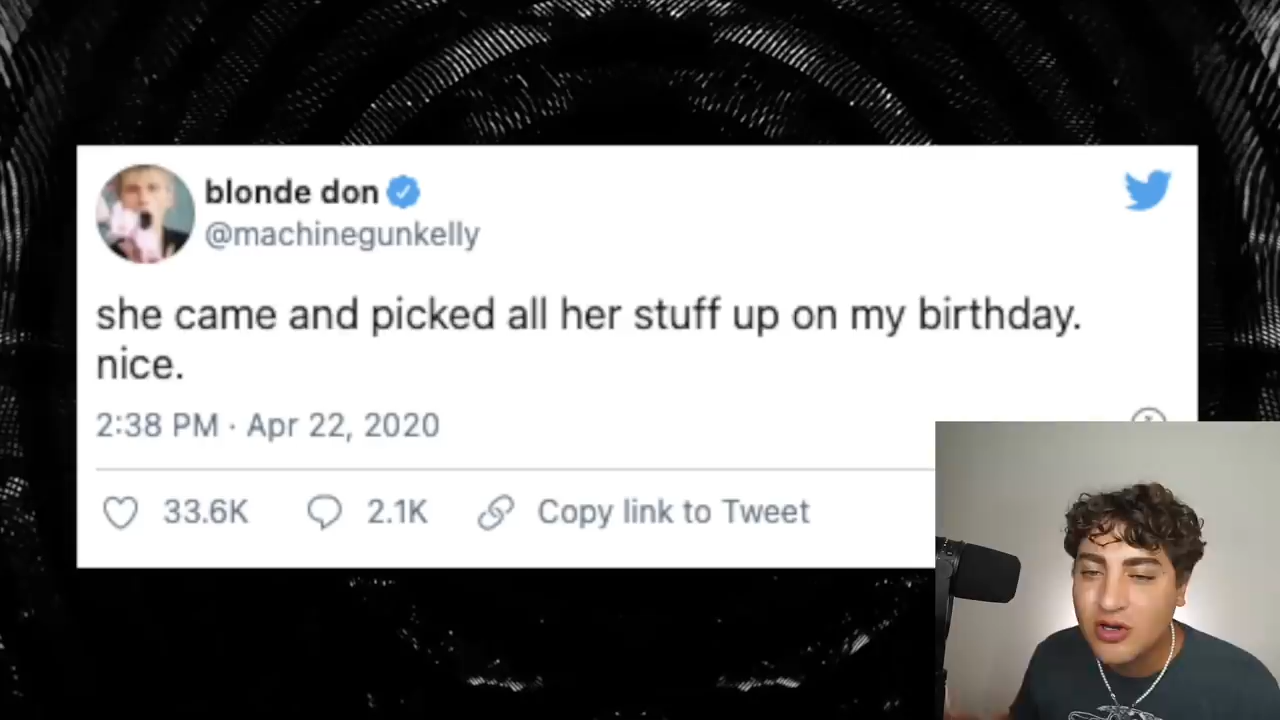 blonde don
@machinegunkelly
she came and picked all her stuff up on my birthday.
nice.
2:38 PM · Apr 22, 2020
33.6K 2.1K Copy link to Tweet